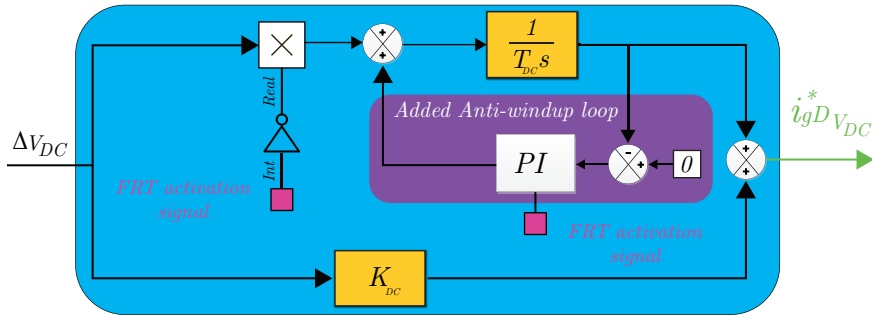 ×
Real
+
+
1
T_DC s
Added Anti-windup loop
i*_gD V_DC
ΔV_DC
Int
PI
-
+
0
+
+
FRT activation
signal
FRT activation
signal
K_DC